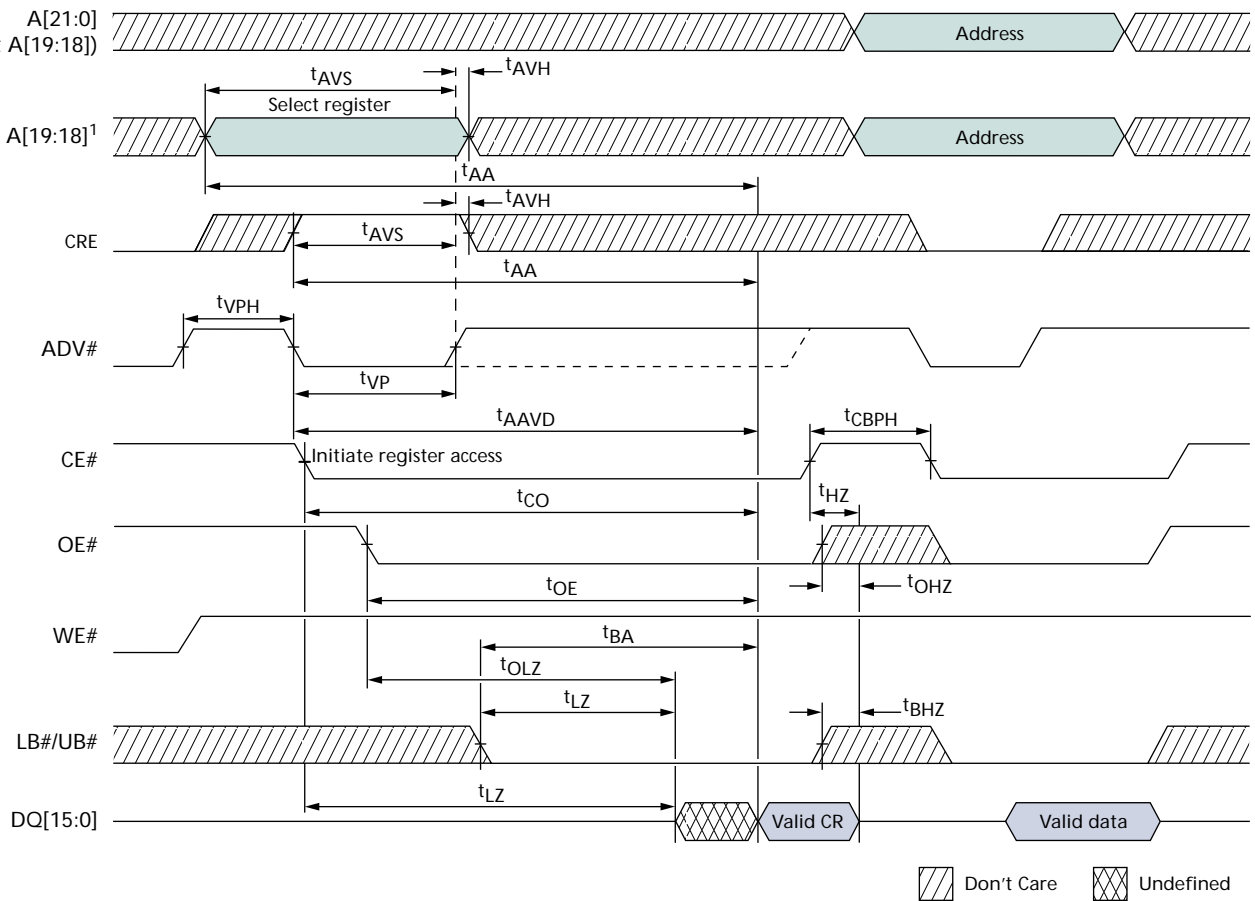 A[21:0]
A[19:18])
Address
tAVH
tAVS
Select register
A[19:18]1
Address
tAA
tAVH
CRE
tAVS
tAA
tVPH
ADV#
tVP
tAAVD
tCBPH
CE#
Initiate register access
tHZ
tCO
OE#
tOHZ
tOE
WE#
tBA
tOLZ
tLZ
tBHZ
LB#/UB#
tLZ
DQ[15:0]
Valid CR
Valid data
Don't Care
Undefined